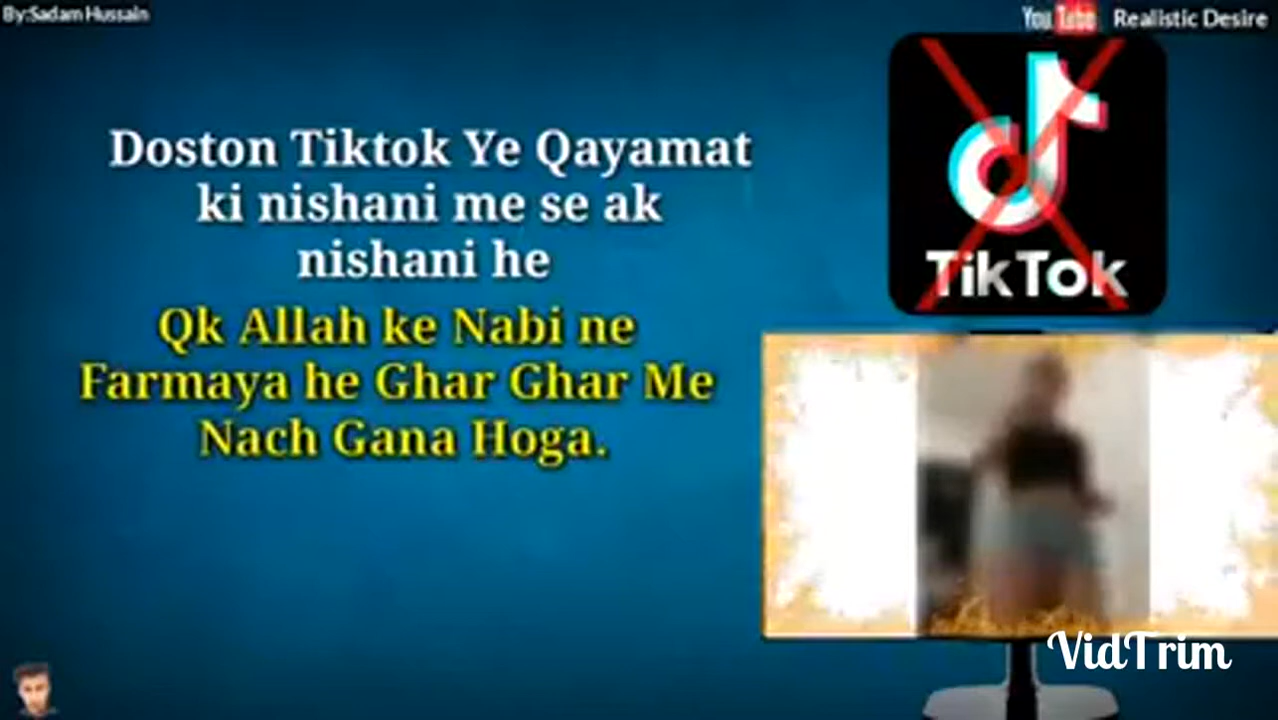 By:Sadam Hussain
YouTube Realistic Desire
Doston Tiktok Ye Qayamat
ki nishani me se ak
nishani he
Qk Allah ke Nabi ne
Farmaya he Ghar Ghar Me
Nach Gana Hoga.
TikTok
VidTrim